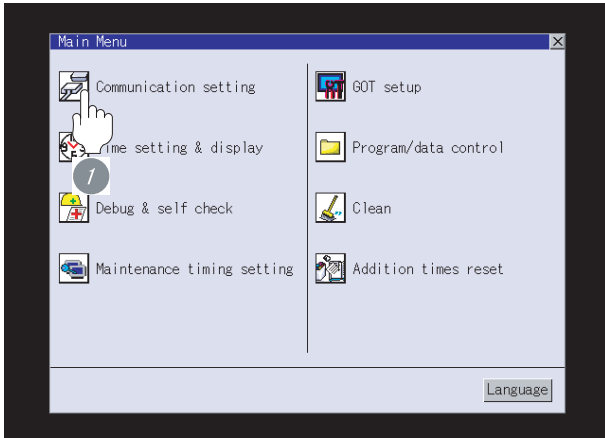 Main Menu
Communication setting
GOT setup
Time setting & display
Program/data control
1
Debug & self check
Clean
Maintenance timing setting
Addition times reset
Language